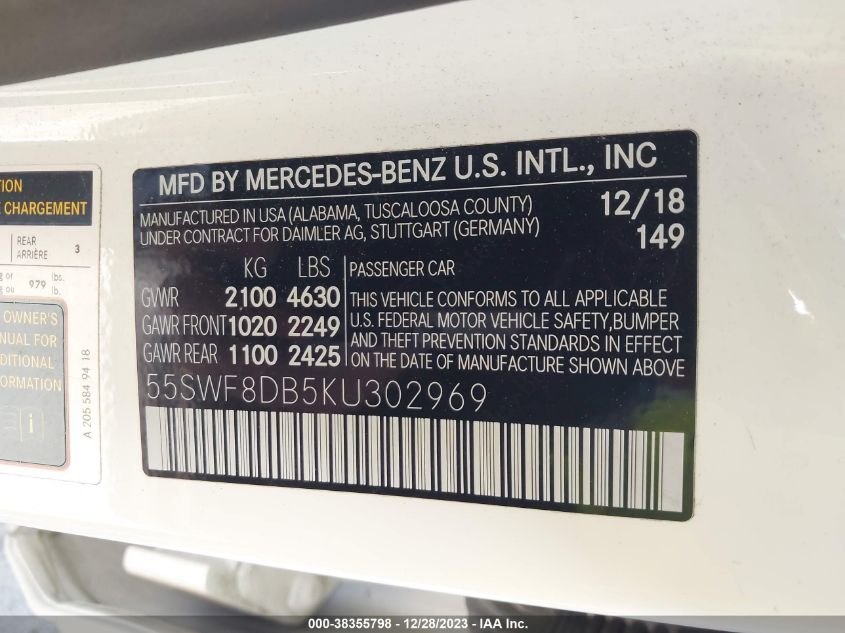 TION
E CHARGEMENT
REAR
ARRIÈRE 3
979 lbs.
OWNER'S
ANUAL FOR
DITIONAL
ORMATION
i
A 205 584 94 18
MFD BY MERCEDES-BENZ U.S. INTL., INC
MANUFACTURED IN USA (ALABAMA, TUSCALOOSA COUNTY) 12/18
UNDER CONTRACT FOR DAIMLER AG, STUTTGART (GERMANY) 149
KG LBS PASSENGER CAR
GVWR 2100 4630 THIS VEHICLE CONFORMS TO ALL APPLICABLE
GAWR FRONT 1020 2249 U.S. FEDERAL MOTOR VEHICLE SAFETY,BUMPER
GAWR REAR 1100 2425 AND THEFT PREVENTION STANDARDS IN EFFECT
ON THE DATE OF MANUFACTURE SHOWN ABOVE
55SWF8DB5KU302969
000-38355798 - 12/28/2023 - IAA Inc.